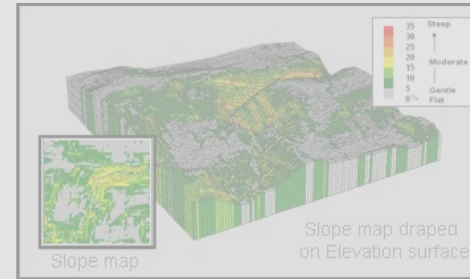 35 Steep
30
25
20
15 Moderate
10
5 Gentle
0% Flat
Slope map draped
on Elevation surface
Slope map